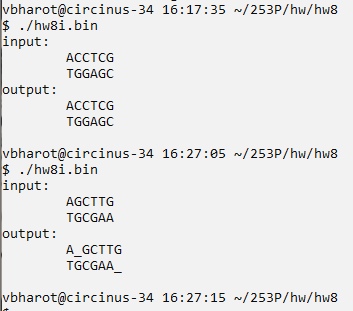 vbharot@circinus-34 16:17:35 ~/253P/hw/hw8
$ ./hw8i.bin
input:
ACCTCG
TGGAGC
output:
ACCTCG
TGGAGC
vbharot@circinus-34 16:27:05 ~/253P/hw/hw8
$ ./hw8i.bin
input:
AGCTTG
TGCGAA
output:
A_GCTTG
TGCGAA_
vbharot@circinus-34 16:27:15 ~/253P/hw/hw8